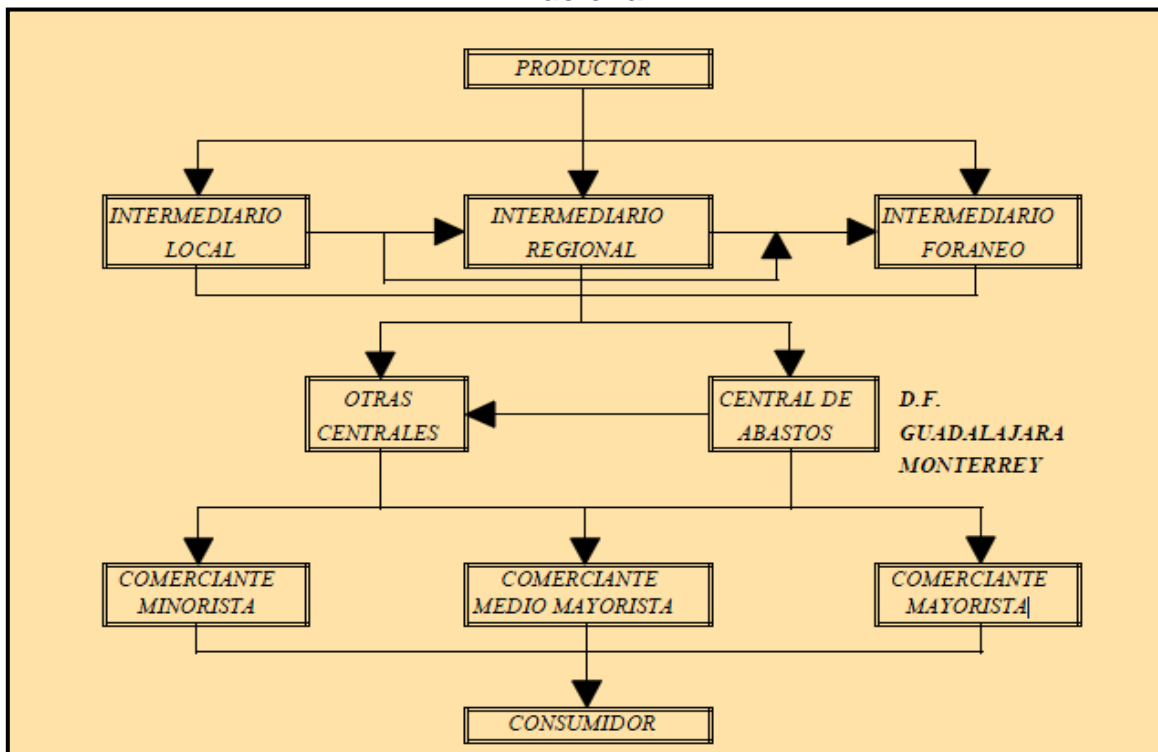 PRODUCTOR
INTERMEDIARIO
LOCAL
INTERMEDIARIO
REGIONAL
INTERMEDIARIO
FORANEO
OTRAS
CENTRALES
CENTRAL DE
ABASTOS
D.F.
GUADALAJARA
MONTERREY
COMERCIANTE
MINORISTA
COMERCIANTE
MEDIO MAYORISTA
COMERCIANTE
MAYORISTA
CONSUMIDOR